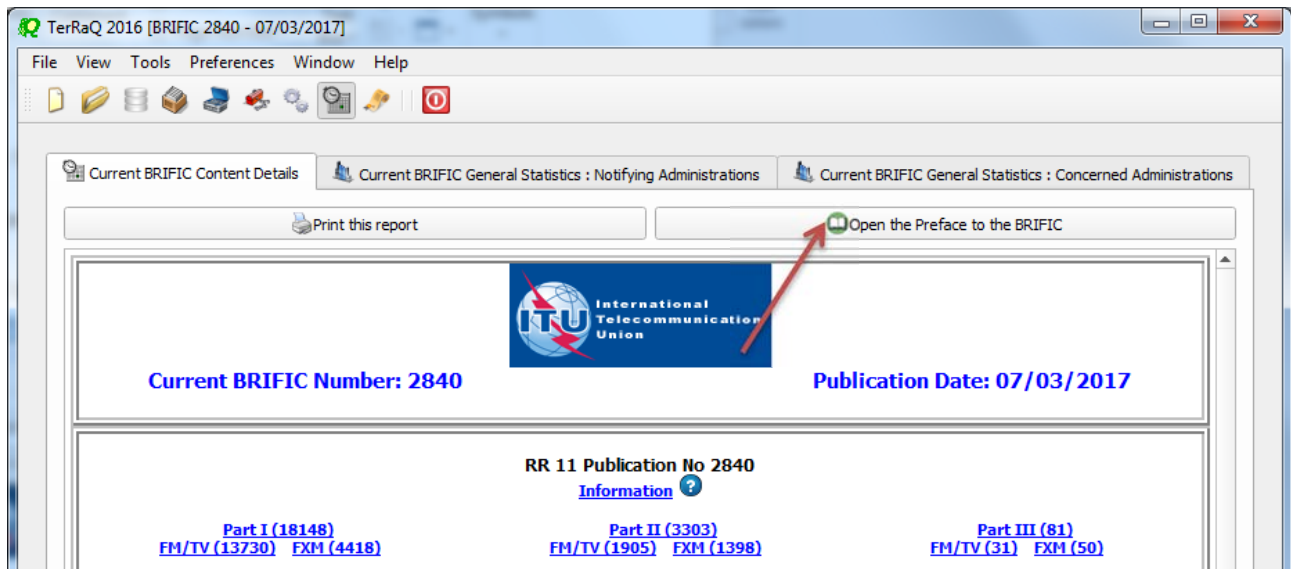 TerRaQ 2016 [BRIFIC 2840 - 07/03/2017]
File View Tools Preferences Window Help
Current BRIFIC Content Details Current BRIFIC General Statistics : Notifying Administrations Current BRIFIC General Statistics : Concerned Administrations
Print this report Open the Preface to the BRIFIC
ITU
International
Telecommunication
Union
Current BRIFIC Number: 2840 Publication Date: 07/03/2017
RR 11 Publication No 2840
Information ?
Part I (18148) Part II (3303) Part III (81)
FM/TV (13730) FXM (4418) FM/TV (1905) FXM (1398) FM/TV (31) FXM (50)